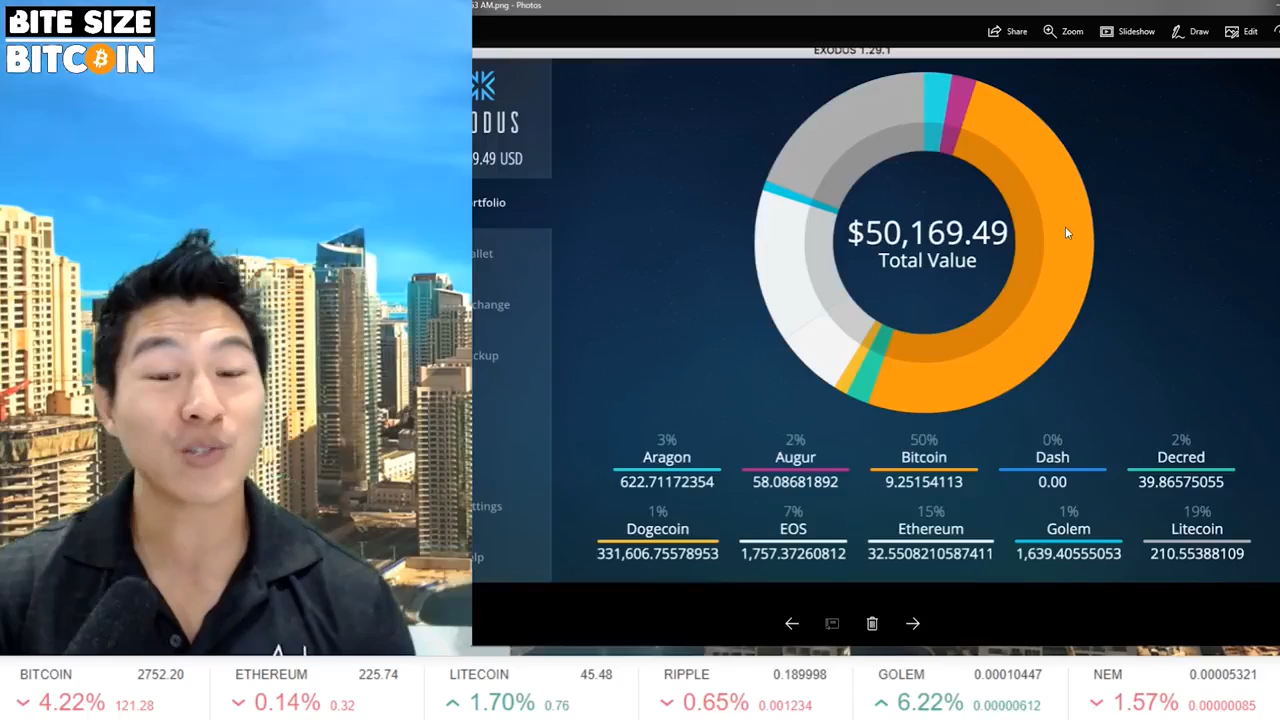 BITE SIZE
BITCOIN
53 AM.png - Photos
Share
Zoom
Slideshow
Draw
Edit
EXODUS 1.29.1
ODUS
9.49 USD
rtfolio
allet
change
ckup
ettings
lp
$50,169.49
Total Value
3%
Aragon
622.71172354
2%
Augur
58.08681892
50%
Bitcoin
9.25154113
0%
Dash
0.00
2%
Decred
39.86575055
1%
Dogecoin
331,606.75578953
7%
EOS
1,757.37260812
15%
Ethereum
32.5508210587411
1%
Golem
1,639.40555053
19%
Litecoin
210.55388109
BITCOIN 2752.20
4.22% 121.28
ETHEREUM 225.74
0.14% 0.32
LITECOIN 45.48
1.70% 0.76
RIPPLE 0.189998
0.65% 0.001234
GOLEM 0.00010447
6.22% 0.00000612
NEM 0.00005321
1.57% 0.00000085